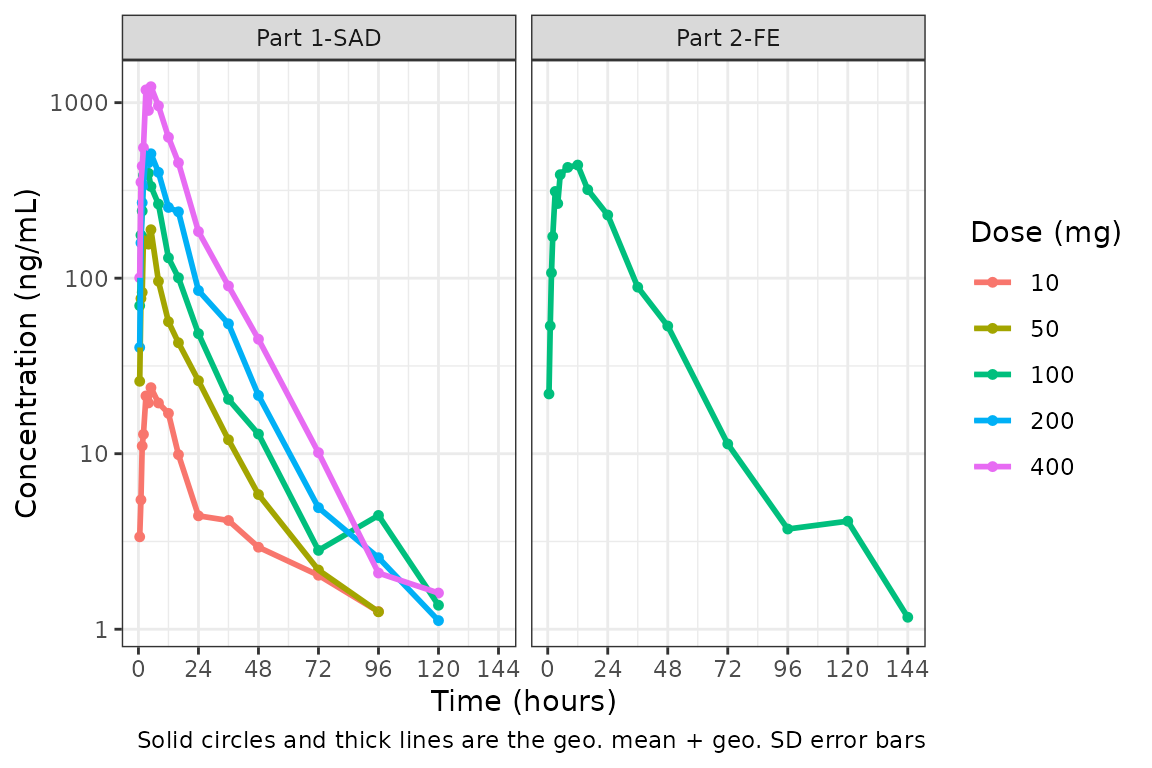 Part 1-SAD
Part 2-FE
Concentration (ng/mL)
1000
100
10
1
0 24 48 72 96 120 144
0 24 48 72 96 120 144
Time (hours)
Dose (mg)
10
50
100
200
400
Solid circles and thick lines are the geo. mean + geo. SD error bars